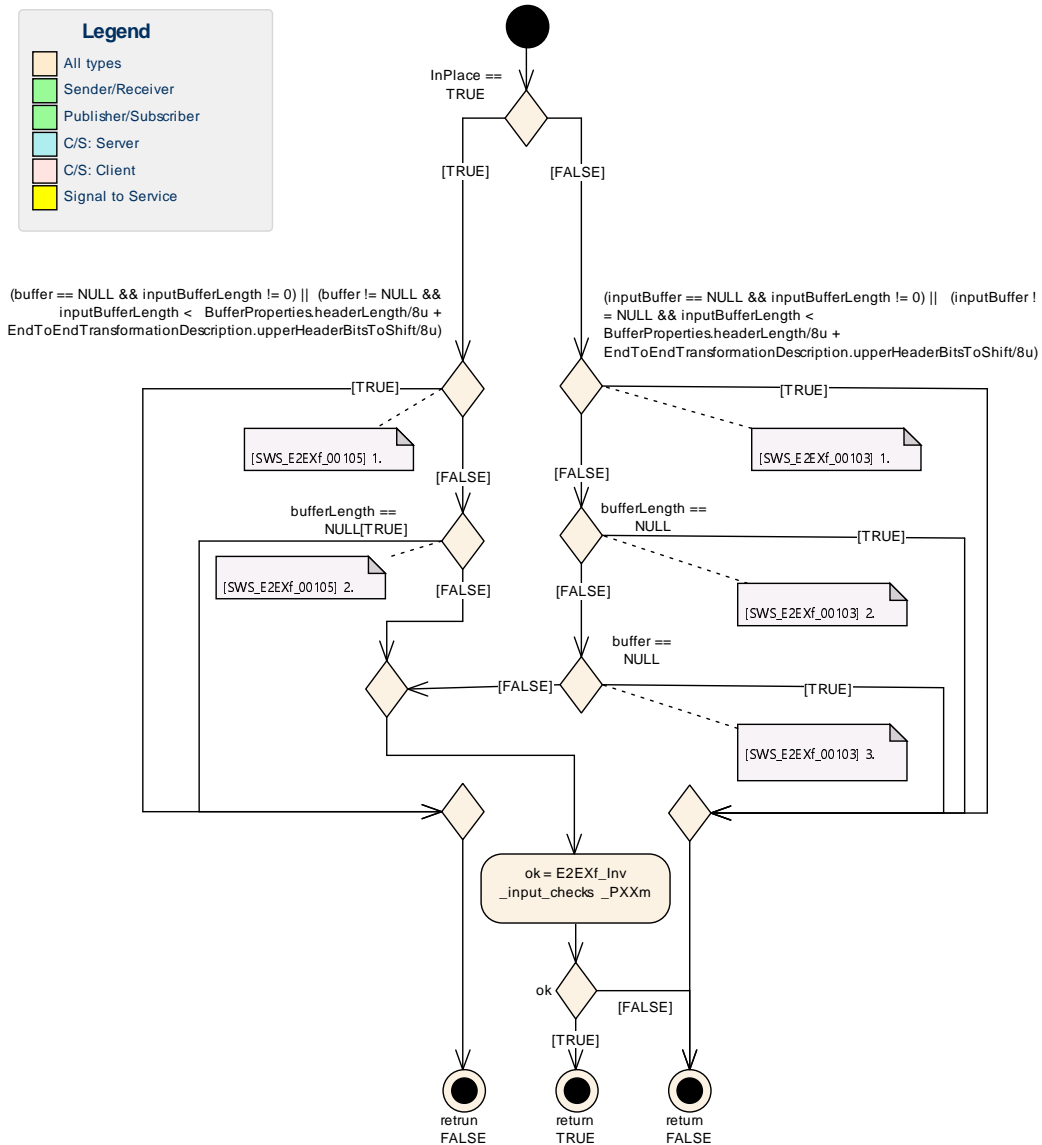 Legend
All types
Sender/Receiver
Publisher/Subscriber
C/S: Server
C/S: Client
Signal to Service
InPlace ==
TRUE
[TRUE]
[FALSE]
(buffer == NULL && inputBufferLength != 0) || (buffer != NULL &&
inputBufferLength < BufferProperties.headerLength/8u +
EndToEndTransformationDescription.upperHeaderBitsToShift/8u)
(inputBuffer == NULL && inputBufferLength != 0) || (inputBuffer !
= NULL && inputBufferLength <
BufferProperties.headerLength/8u +
EndToEndTransformationDescription.upperHeaderBitsToShift/8u)
[TRUE]
[TRUE]
[SWS_E2EXf_00105] 1.
[SWS_E2EXf_00103] 1.
[FALSE]
[FALSE]
bufferLength ==
NULL[TRUE]
bufferLength ==
NULL
[TRUE]
[SWS_E2EXf_00105] 2.
[SWS_E2EXf_00103] 2.
[FALSE]
[FALSE]
buffer ==
NULL
[FALSE]
[TRUE]
[SWS_E2EXf_00103] 3.
ok = E2EXf_Inv
_input_checks _PXXm
ok
[FALSE]
[TRUE]
retrun
FALSE
return
TRUE
return
FALSE